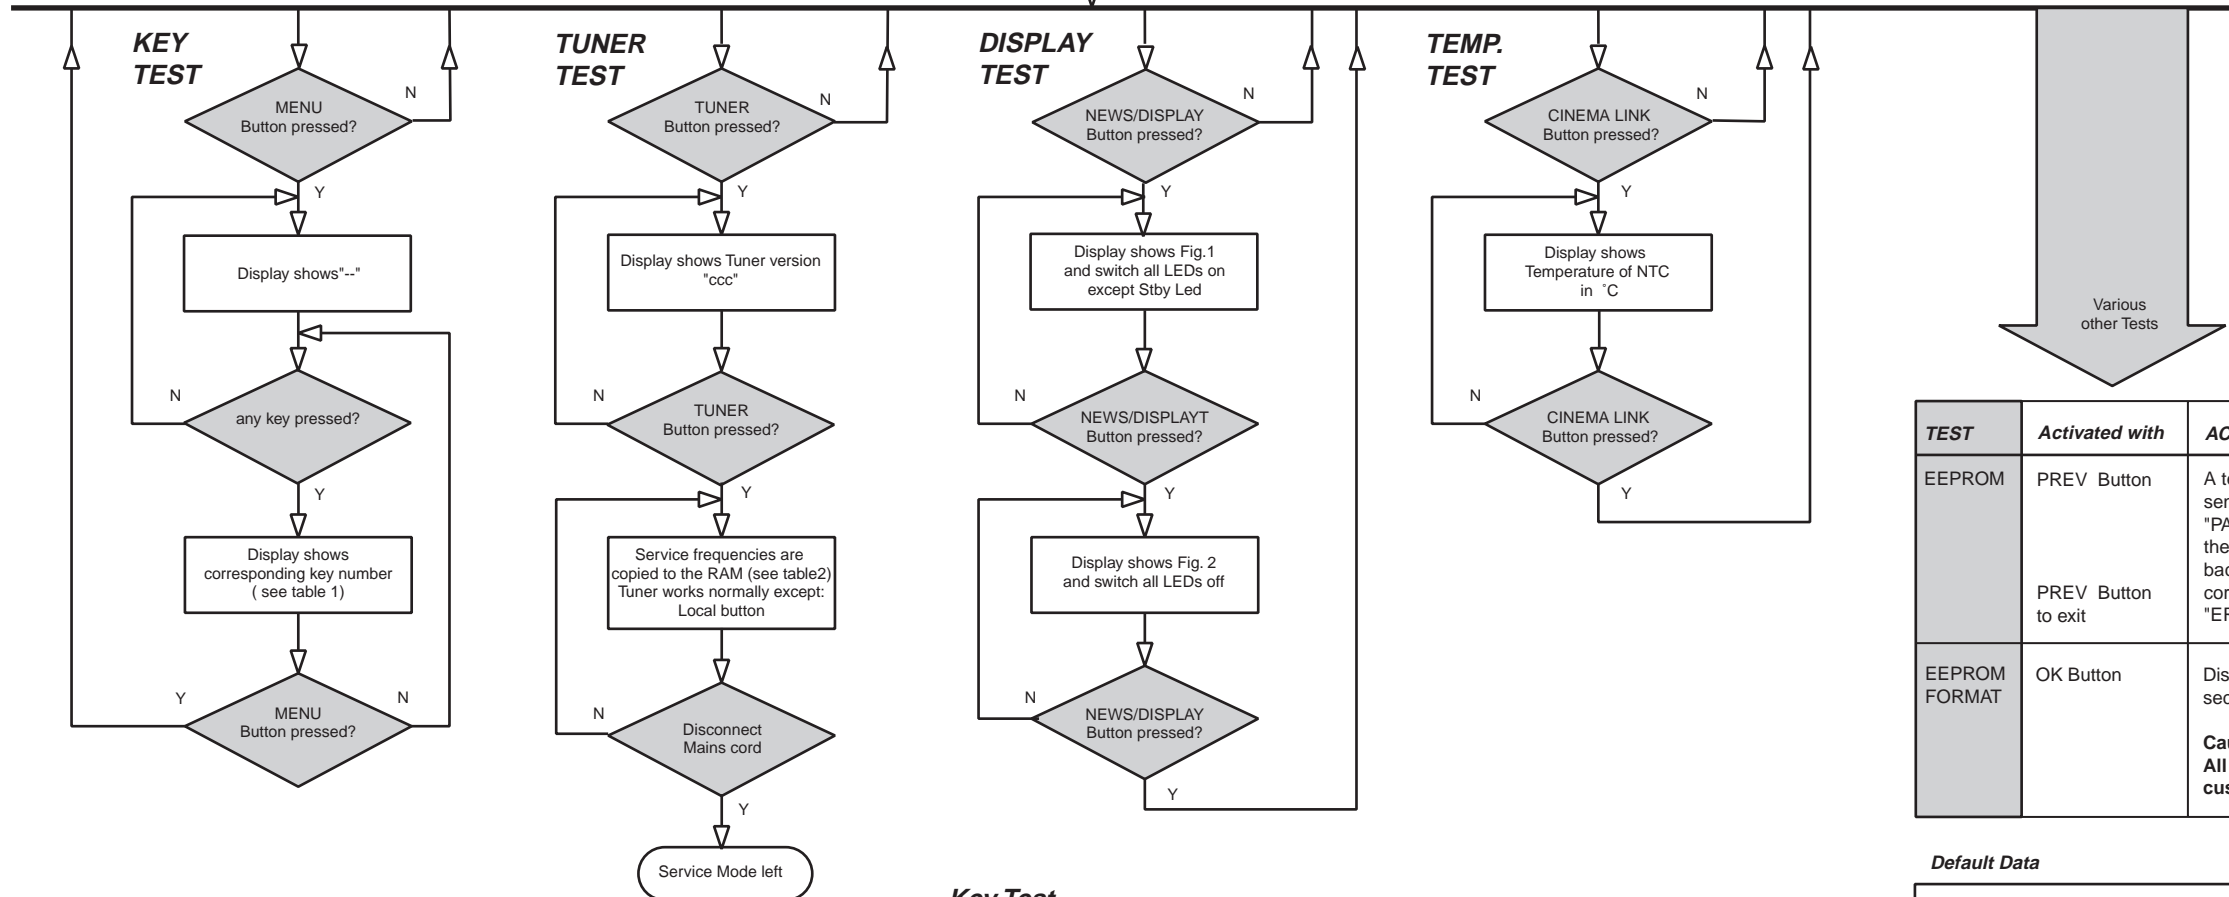 KEY
TEST
N
MENU
Button pressed?
Y
Display shows"--"
N
any key pressed?
Y
Display shows
corresponding key number
( see table 1)
Y
N
MENU
Button pressed?
TUNER
TEST
N
TUNER
Button pressed?
Y
Display shows Tuner version
"ccc"
N
TUNER
Button pressed?
Y
Service frequencies are
copied to the RAM (see table2)
Tuner works normally except:
Local button
N
Disconnect
Mains cord
Y
Service Mode left
DISPLAY
TEST
N
NEWS/DISPLAY
Button pressed?
Y
Display shows Fig.1
and switch all LEDs on
except Stby Led
N
NEWS/DISPLAYT
Button pressed?
Y
Display shows Fig. 2
and switch all LEDs off
N
NEWS/DISPLAY
Button pressed?
Y
TEMP.
TEST
N
CINEMA LINK
Button pressed?
Y
Display shows
Temperature of NTC
in ˚C
N
CINEMA LINK
Button pressed?
Y
Various
other Tests
TEST
Activated with
EEPROM
PREV Button
PREV Button
to exit
A
"PA
the
EEPROM
FORMAT
OK Button
All
Default Data
Key Test